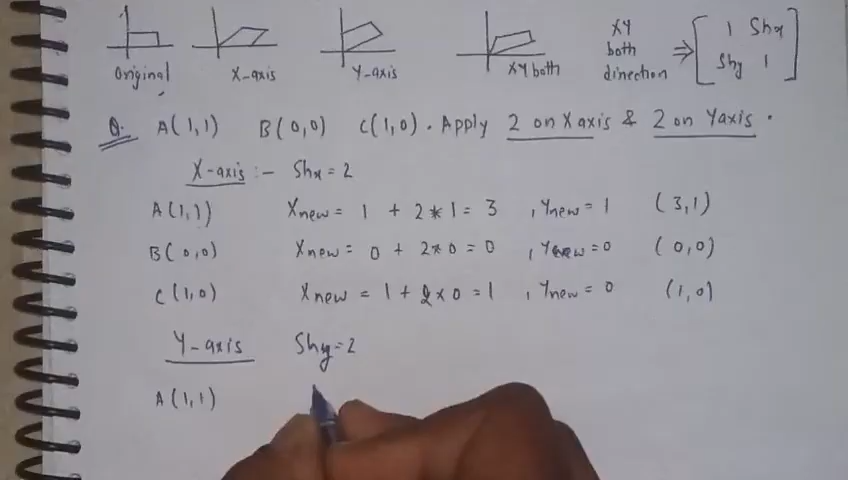 Original X-axis Y-axis XY both
XY both direction ⇒ [ 1 Shx
Shy 1 ]
Q. A(1,1) B(0,0) C(1,0). Apply 2 on Xaxis & 2 on Yaxis.
X-axis :- Shx = 2
A(1,1) Xnew = 1 + 2*1 = 3 , Ynew = 1 (3,1)
B(0,0) Xnew = 0 + 2*0 = 0 , Ynew = 0 (0,0)
C(1,0) Xnew = 1 + 2*0 = 1 , Ynew = 0 (1,0)
Y-axis Shy = 2
A(1,1)